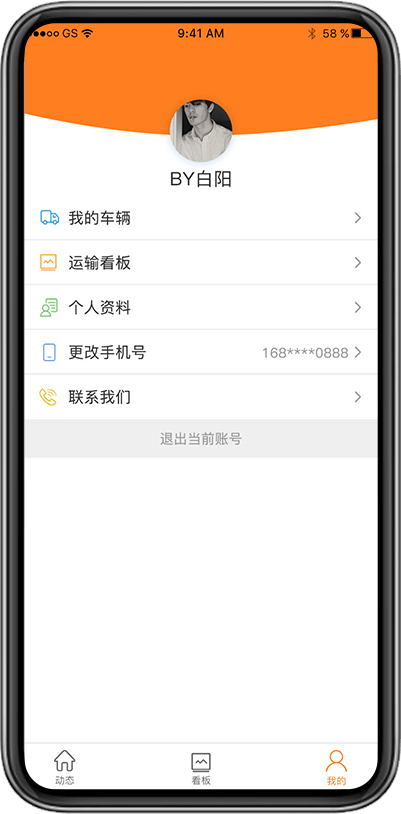 GS 9:41 AM 58 %
BY白阳
我的车辆
运输看板
个人资料
更改手机号 168****0888
联系我们
退出当前账号
动态 看板 我的